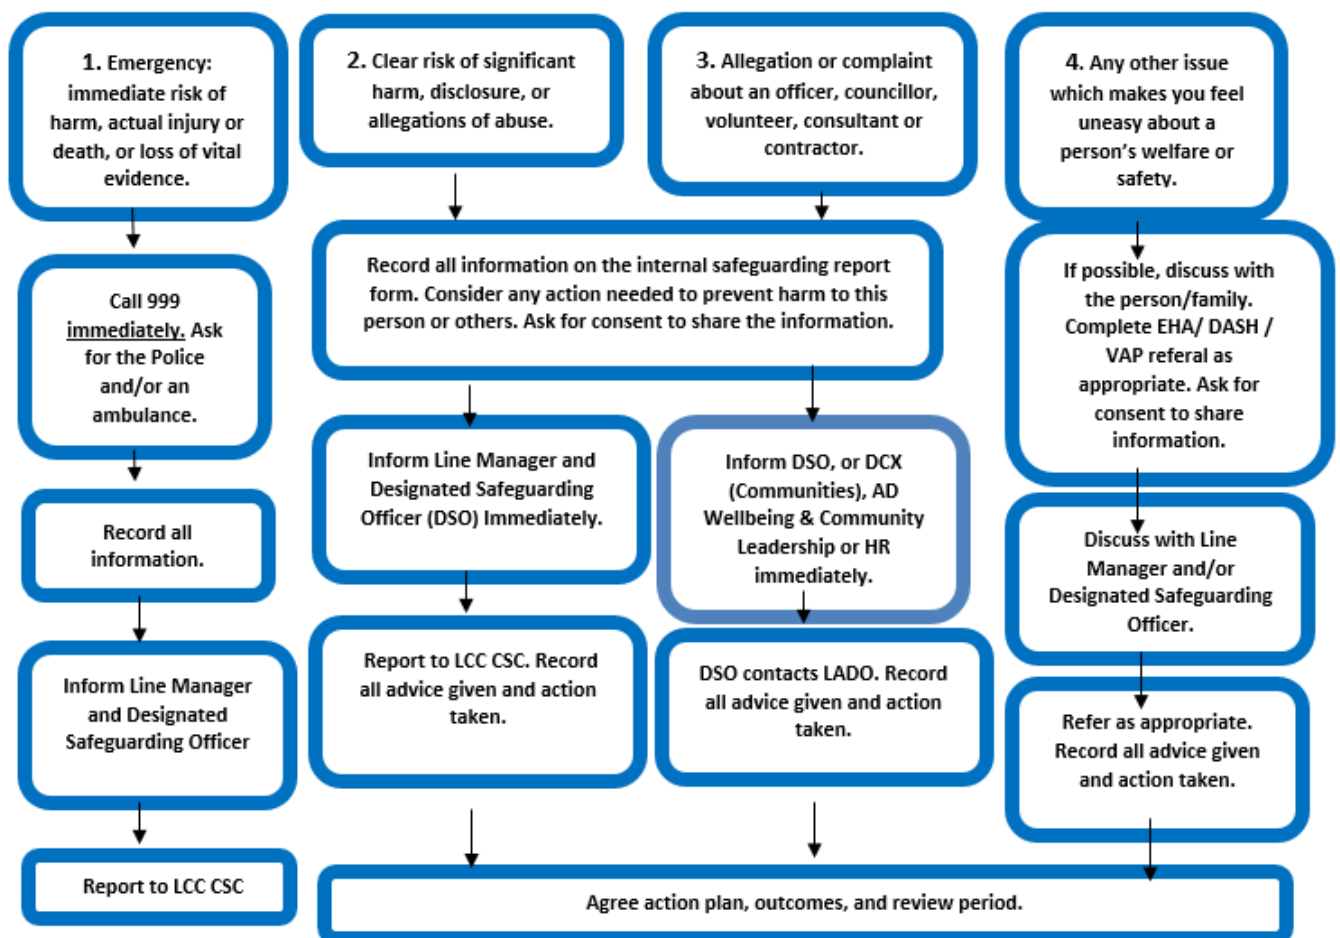 1. Emergency:
immediate risk of
harm, actual injury or
death, or loss of vital
evidence.
2. Clear risk of significant
harm, disclosure, or
allegations of abuse.
3. Allegation or complaint
about an officer, councillor,
volunteer, consultant or
contractor.
4. Any other issue
which makes you feel
uneasy about a
person's welfare or
safety.
Call 999
immediately. Ask
for the Police
and/or an
ambulance.
Record all information on the internal safeguarding report
form. Consider any action needed to prevent harm to this
person or others. Ask for consent to share the information.
If possible, discuss with
the person/family.
Complete EHA/ DASH /
VAP referal as
appropriate. Ask for
consent to share
information.
Record all
information.
Inform Line Manager and
Designated Safeguarding
Officer (DSO) Immediately.
Inform DSO, or DCX
(Communities), AD
Wellbeing & Community
Leadership or HR
immediately.
Discuss with Line
Manager and/or
Designated Safeguarding
Officer.
Inform Line Manager
and Designated
Safeguarding Officer
Report to LCC CSC. Record
all advice given and action
taken.
DSO contacts LADO. Record
all advice given and action
taken.
Refer as appropriate.
Record all advice given
and action taken.
Report to LCC CSC
Agree action plan, outcomes, and review period.